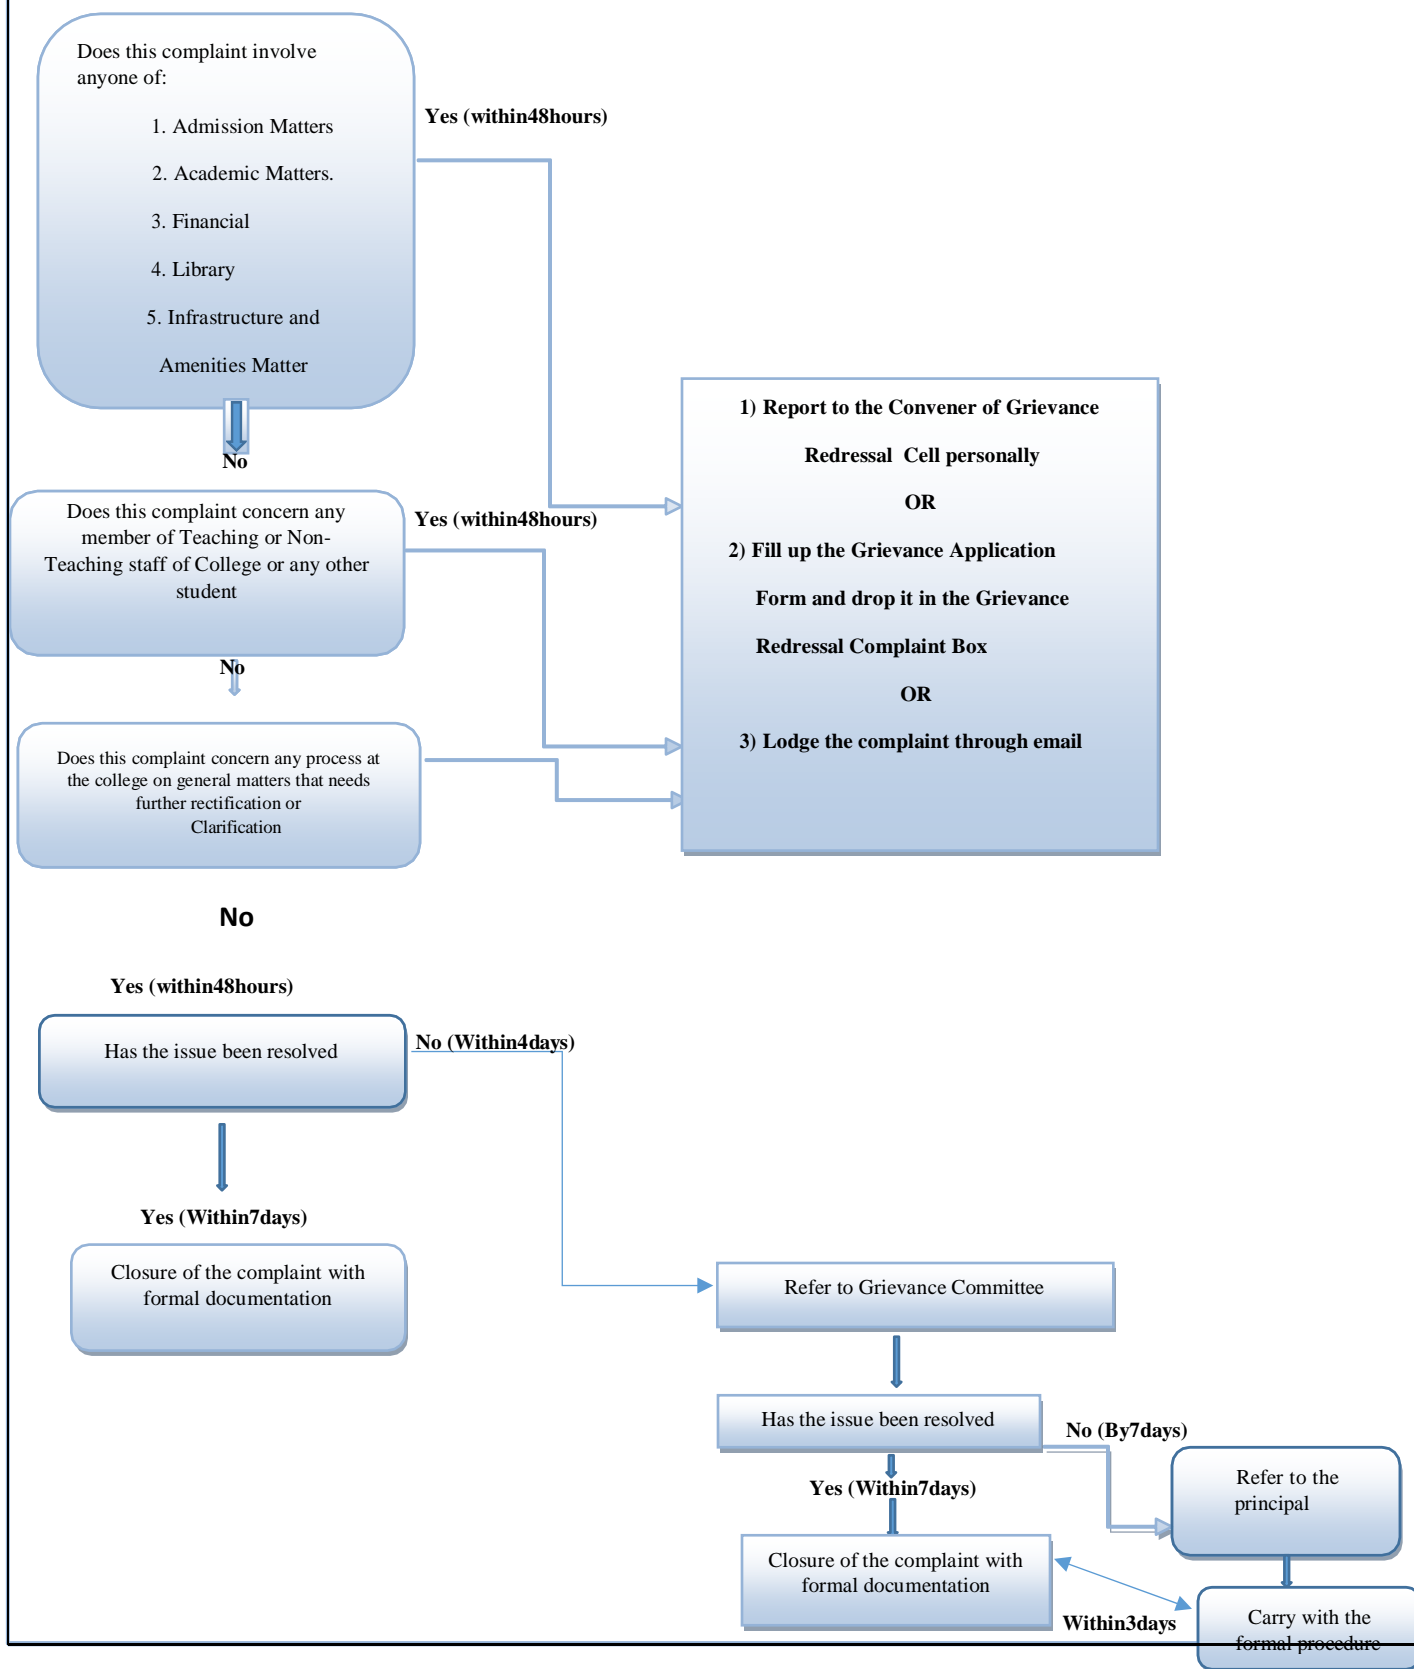 Does this complaint involve
anyone of:
1. Admission Matters
2. Academic Matters.
3. Financial
4. Library
5. Infrastructure and
Amenities Matter
Yes (within48hours)
No
Does this complaint concern any
member of Teaching or Non-
Teaching staff of College or any other
student
Yes (within48hours)
No
Does this complaint concern any process at
the college on general matters that needs
further rectification or
Clarification
1) Report to the Convener of Grievance
Redressal Cell personally
OR
2) Fill up the Grievance Application
Form and drop it in the Grievance
Redressal Complaint Box
OR
3) Lodge the complaint through email
No
Yes (within48hours)
Has the issue been resolved
No (Within4days)
Yes (Within7days)
Closure of the complaint with
formal documentation
Refer to Grievance Committee
Has the issue been resolved
No (By7days)
Yes (Within7days)
Refer to the
principal
Closure of the complaint with
formal documentation
Within3days
Carry with the
formal procedure